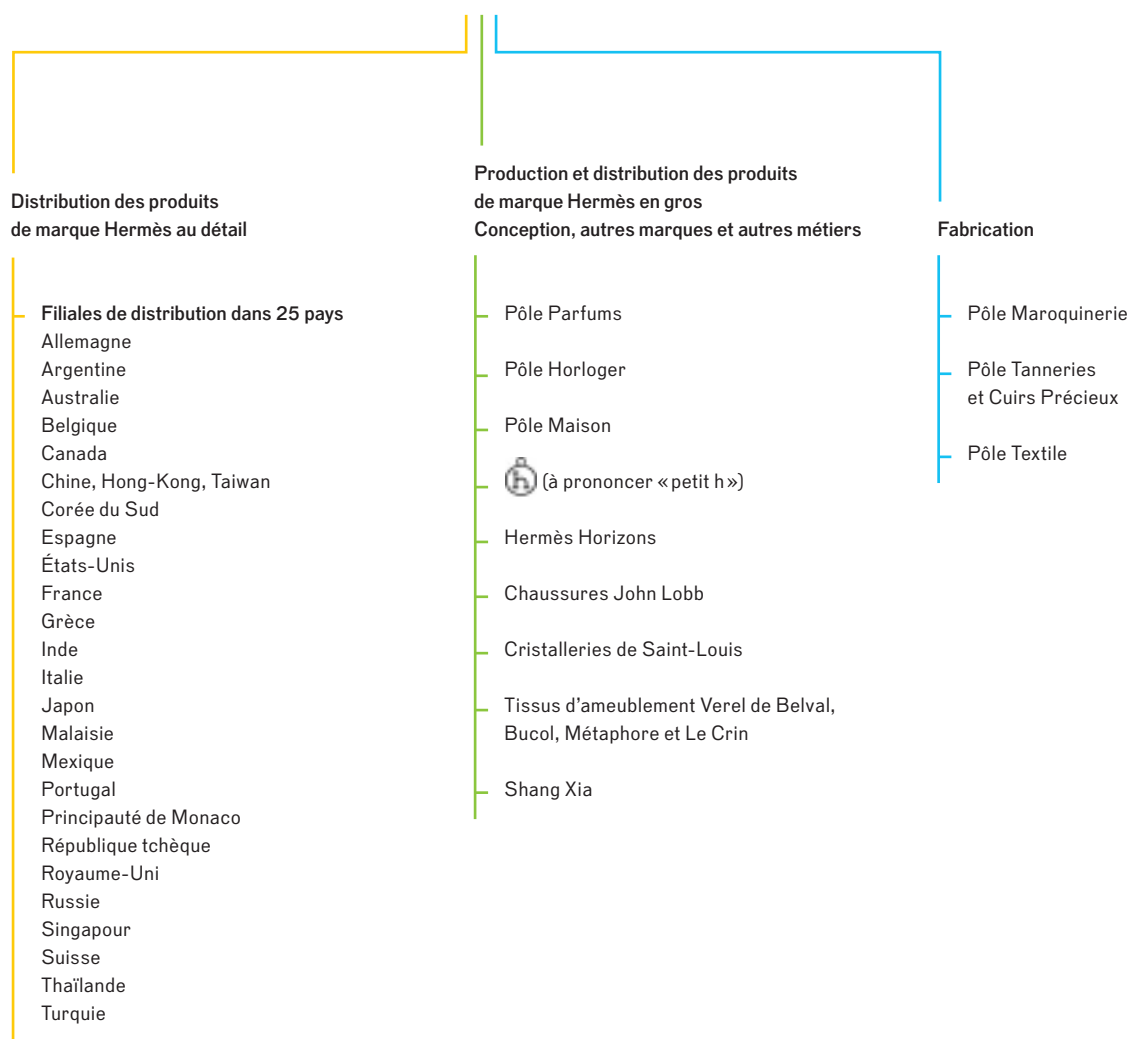 Distribution des produits
de marque Hermès au détail
Filiales de distribution dans 25 pays
Allemagne
Argentine
Australie
Belgique
Canada
Chine, Hong-Kong, Taiwan
Corée du Sud
Espagne
États-Unis
France
Grèce
Inde
Italie
Japon
Malaisie
Mexique
Portugal
Principauté de Monaco
République tchèque
Royaume-Uni
Russie
Singapour
Suisse
Thaïlande
Turquie
Production et distribution des produits
de marque Hermès en gros
Conception, autres marques et autres métiers
Pôle Parfums
Pôle Horloger
Pôle Maison
h (à prononcer « petit h »)
Hermès Horizons
Chaussures John Lobb
Cristalleries de Saint-Louis
Tissus d’ameublement Verel de Belval,
Bucol, Métaphore et Le Crin
Shang Xia
Fabrication
Pôle Maroquinerie
Pôle Tanneries
et Cuirs Précieux
Pôle Textile